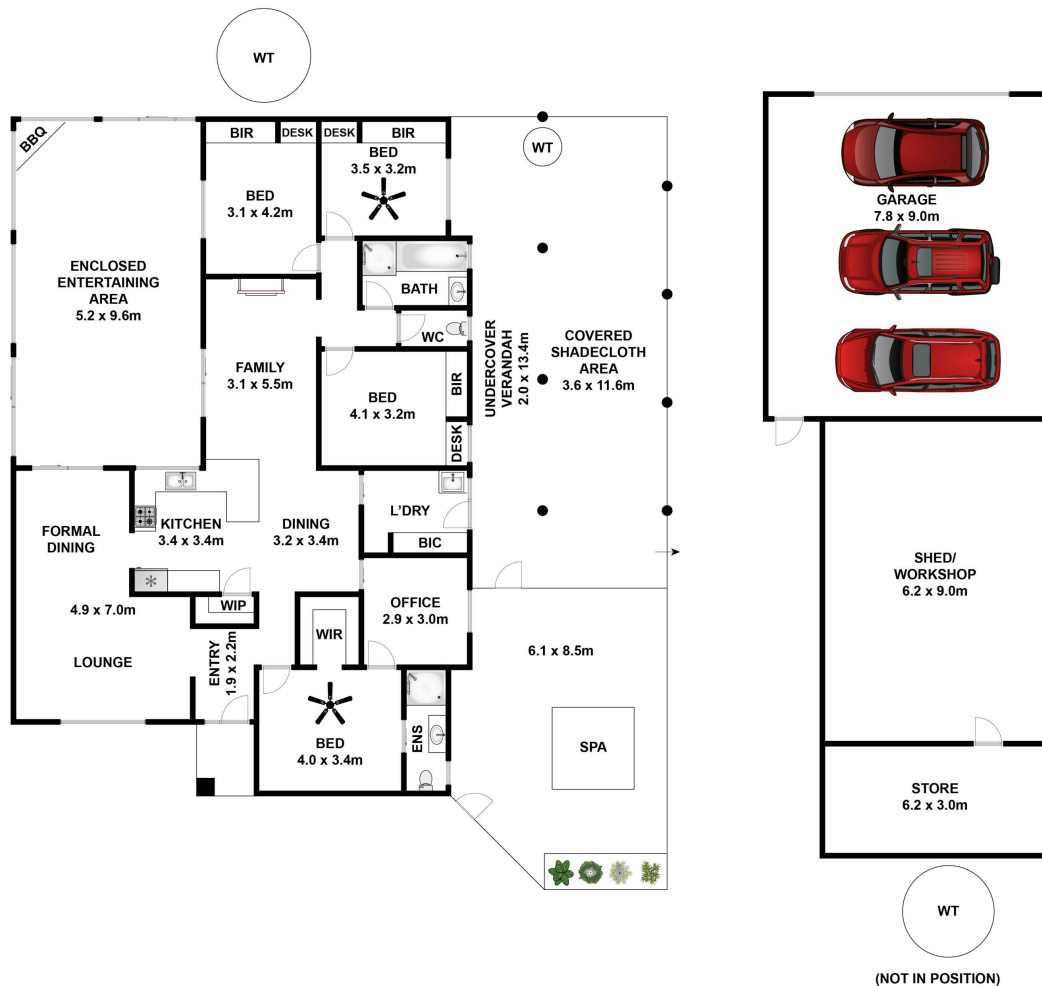 WT
BBQ
BIR
DESK
DESK
BIR
BED
3.5 x 3.2m
WT
BED
3.1 x 4.2m
GARAGE
7.8 x 9.0m
ENCLOSED
ENTERTAINING
AREA
5.2 x 9.6m
BATH
WC
UNDERCOVER
VERANDAH
2.0 x 13.4m
COVERED
SHADECLOTH
AREA
3.6 x 11.6m
FAMILY
3.1 x 5.5m
BED
4.1 x 3.2m
BIR
DESK
FORMAL
DINING
KITCHEN
3.4 x 3.4m
DINING
3.2 x 3.4m
L'DRY
BIC
SHED/
WORKSHOP
6.2 x 9.0m
4.9 x 7.0m
WIP
OFFICE
2.9 x 3.0m
LOUNGE
ENTRY
1.9 x 2.2m
WIR
6.1 x 8.5m
BED
4.0 x 3.4m
ENS
SPA
STORE
6.2 x 3.0m
WT
(NOT IN POSITION)